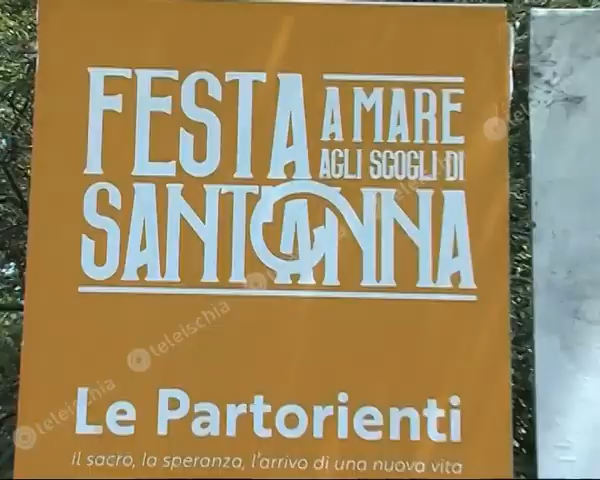 FESTA A MARE
AGLI SCOGLI DI
SANT'ANNA
Le Partorienti
il sacro, la speranza, l'arrivo di una nuova vita
teleischia
teleischia
teleischia
teleischia